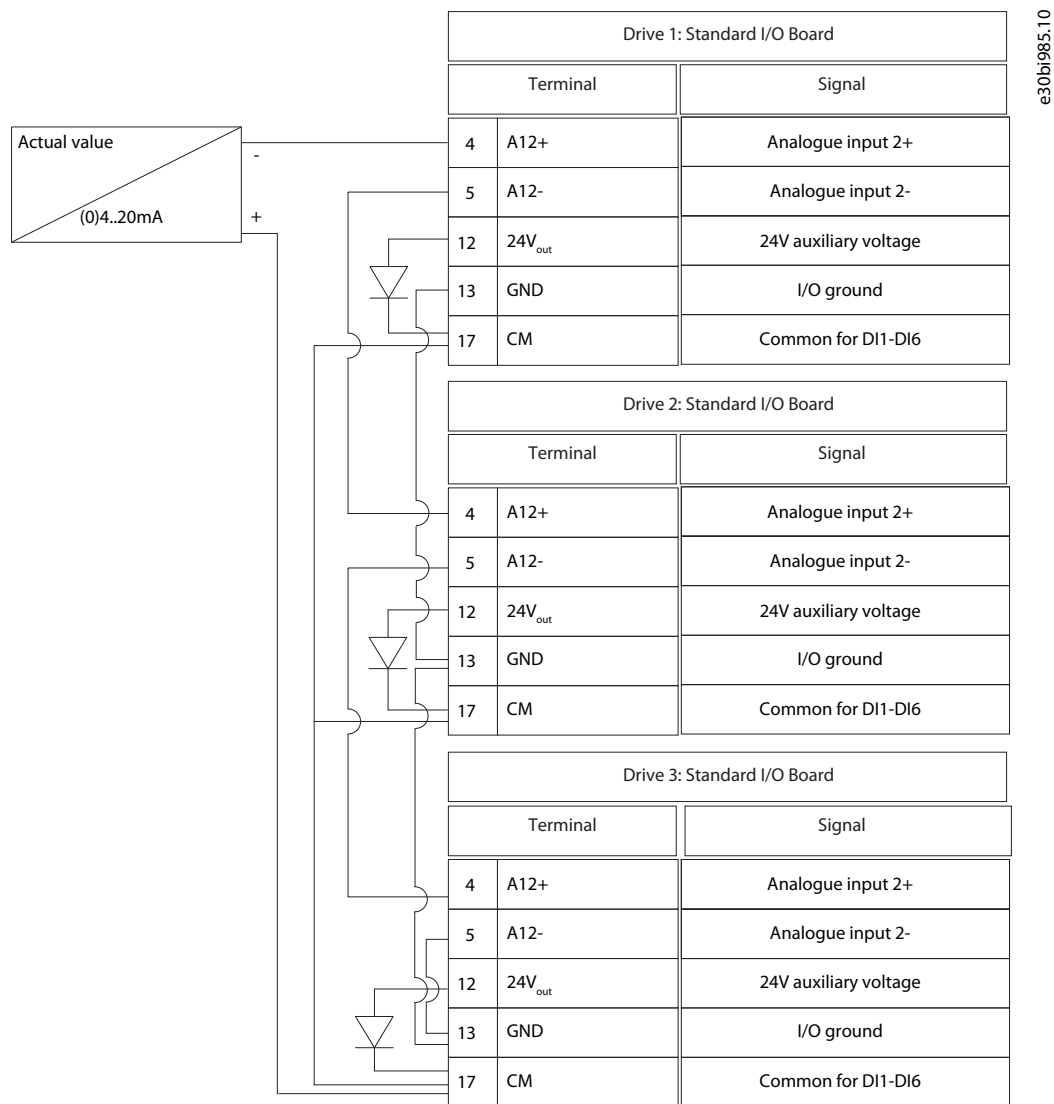 e30bi985.10
Drive 1: Standard I/O Board
Terminal Signal
Actual value
(0)4..20mA
-
+
4 A12+ Analogue input 2+
5 A12- Analogue input 2-
12 24Vout 24V auxiliary voltage
13 GND I/O ground
17 CM Common for DI1-DI6
Drive 2: Standard I/O Board
Terminal Signal
4 A12+ Analogue input 2+
5 A12- Analogue input 2-
12 24Vout 24V auxiliary voltage
13 GND I/O ground
17 CM Common for DI1-DI6
Drive 3: Standard I/O Board
Terminal Signal
4 A12+ Analogue input 2+
5 A12- Analogue input 2-
12 24Vout 24V auxiliary voltage
13 GND I/O ground
17 CM Common for DI1-DI6